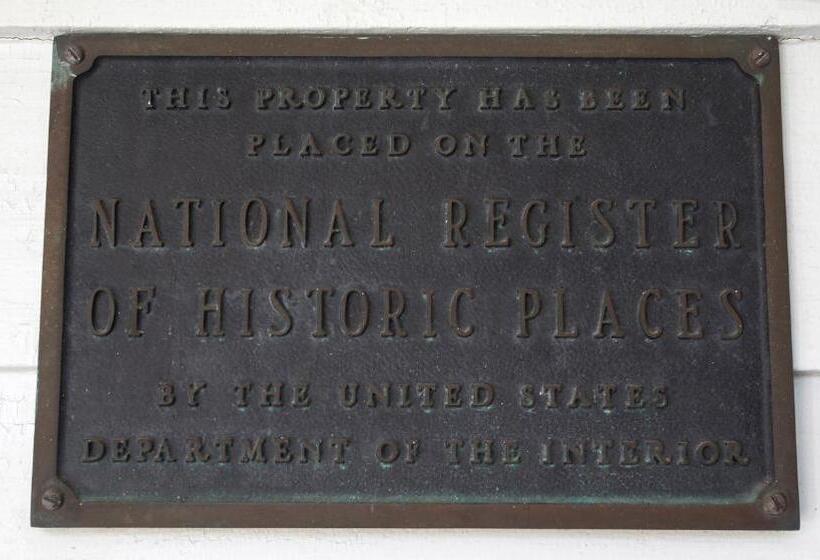 THIS PROPERTY HAS BEEN
PLACED ON THE
NATIONAL REGISTER
OF HISTORIC PLACES
BY THE UNITED STATES
DEPARTMENT OF THE INTERIOR